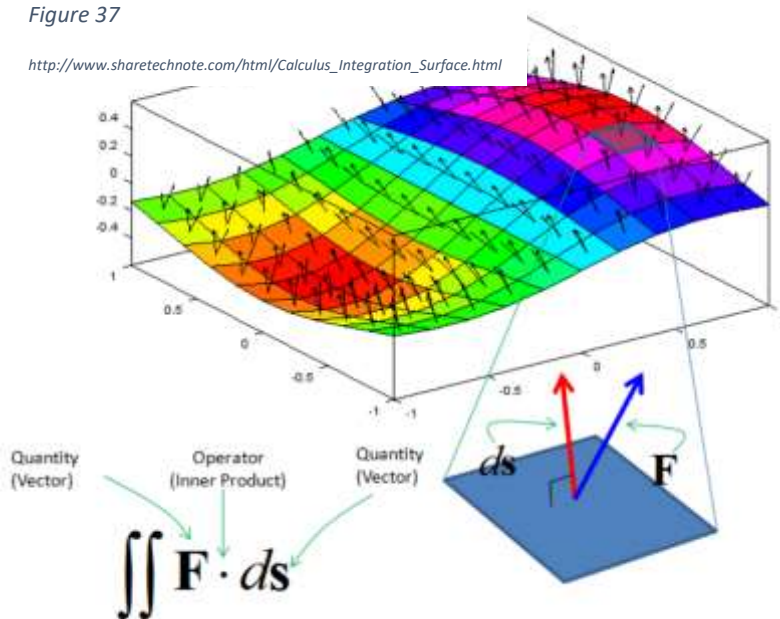 Figure 37
http://www.sharetechnote.com/html/Calculus_Integration_Surface.html
0.4
0.2
0
-0.2
-0.4
1
0.5
0
-0.5
-1
-1
-0.5
0
0.5
Quantity
(Vector)
Operator
(Inner Product)
Quantity
(Vector)
ds
F
∬ F · ds